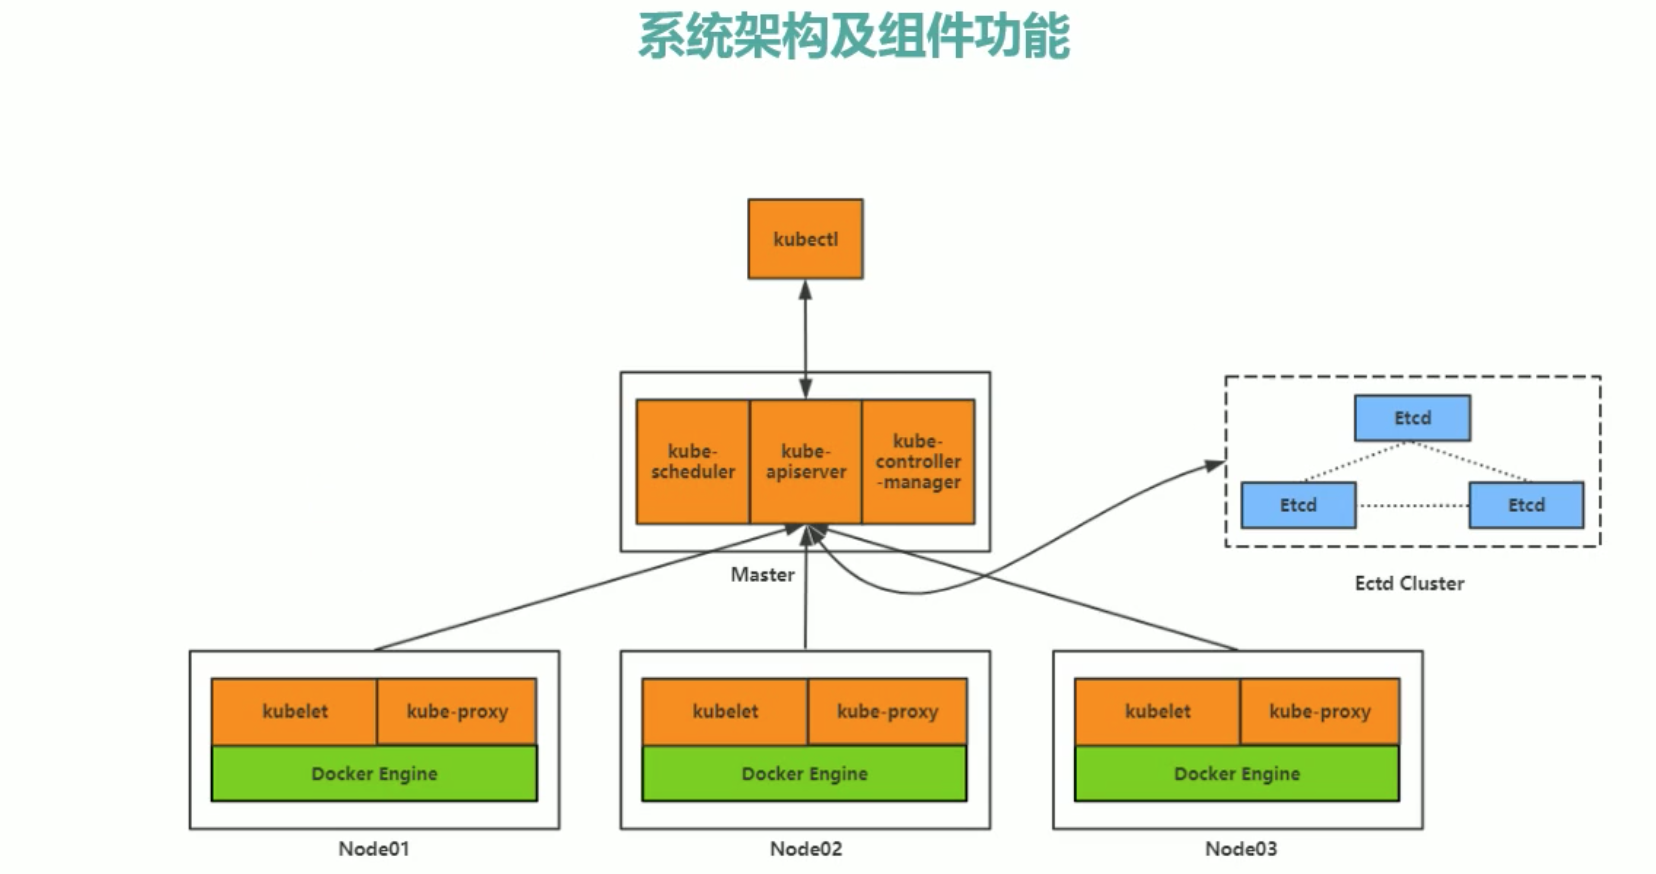 系统架构及组件功能
kubectl
kube-
scheduler
kube-
apiserver
kube-
controller
-manager
Master
Etcd
Etcd
Etcd
Ectd Cluster
kubelet
kube-proxy
Docker Engine
Node01
kubelet
kube-proxy
Docker Engine
Node02
kubelet
kube-proxy
Docker Engine
Node03